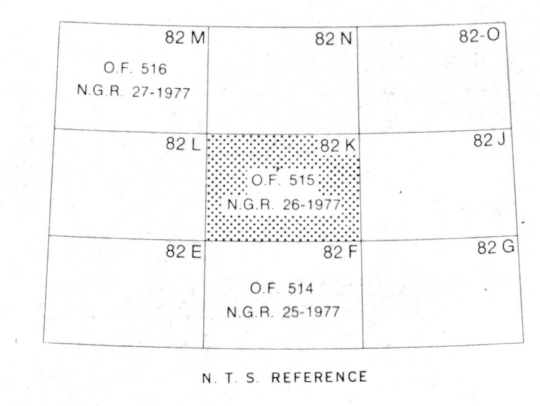 82 M
82 N
82-O
O.F. 516
N.G.R. 27-1977
82 L
82 K
82 J
O.F. 515
N.G.R. 26-1977
82 E
82 F
82 G
O.F. 514
N.G.R. 25-1977
N. T. S. REFERENCE